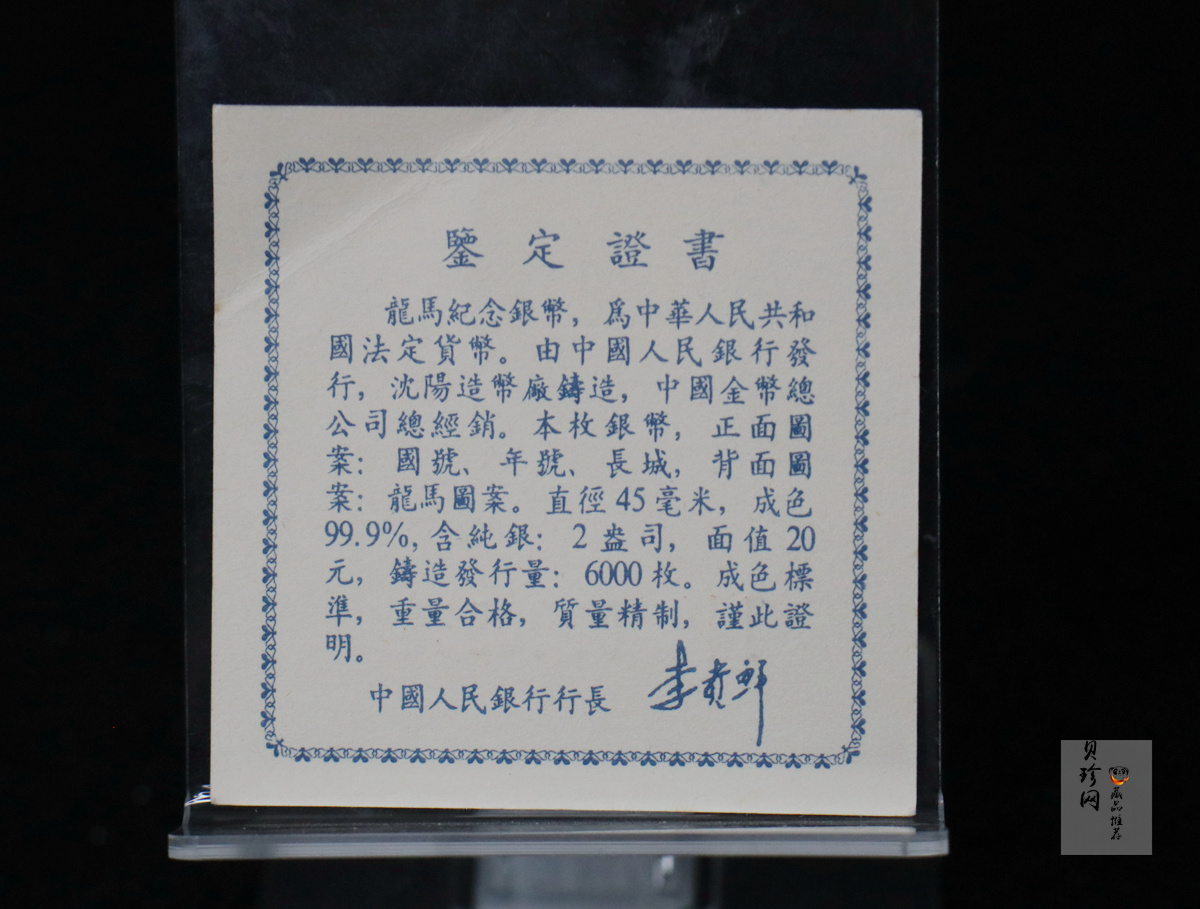 鑒定證書
龍馬紀念銀幣，爲中華人民共和
國法定貨幣。由中國人民銀行發
行，沈陽造幣廠鑄造，中國金幣總
公司總經銷。本枚銀幣，正面圖
案：國號、年號、長城，背面圖
案：龍馬圖案。直徑45毫米，成色
99.9%，含純銀：2盎司，面值20
元，鑄造發行量：6000枚。成色標
準，重量合格，質量精制，謹此證
明。
中國人民銀行行長 李貴鲜
贝珍网
藏品推荐